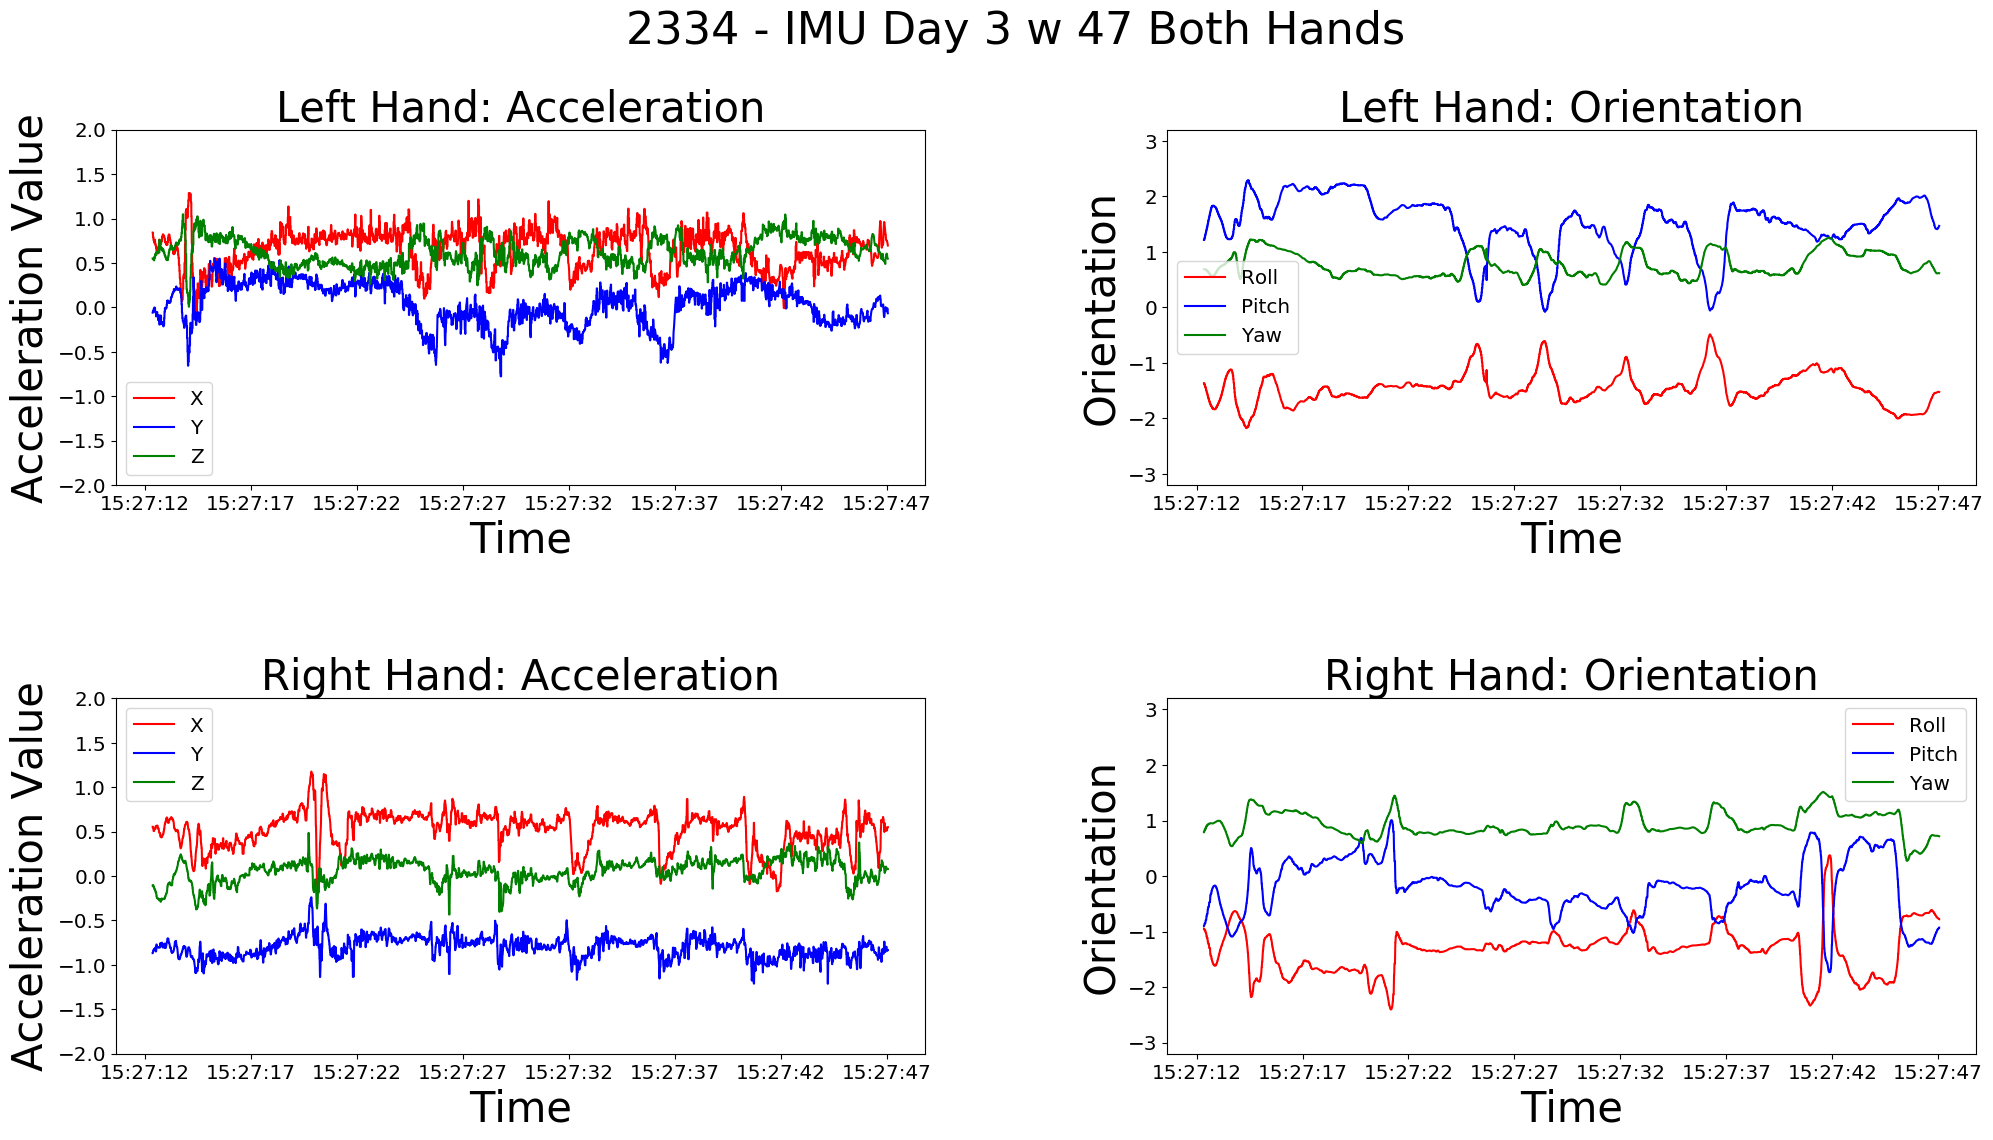 2334 - IMU Day 3 w 47 Both Hands
Left Hand: Acceleration
Acceleration Value
2.0
1.5
1.0
0.5
0.0
−0.5
−1.0
−1.5
−2.0
X
Y
Z
15:27:12 15:27:17 15:27:22 15:27:27 15:27:32 15:27:37 15:27:42 15:27:47
Time
Left Hand: Orientation
Orientation
3
2
1
0
−1
−2
−3
Roll
Pitch
Yaw
15:27:12 15:27:17 15:27:22 15:27:27 15:27:32 15:27:37 15:27:42 15:27:47
Time
Right Hand: Acceleration
Acceleration Value
2.0
1.5
1.0
0.5
0.0
−0.5
−1.0
−1.5
−2.0
X
Y
Z
15:27:12 15:27:17 15:27:22 15:27:27 15:27:32 15:27:37 15:27:42 15:27:47
Time
Right Hand: Orientation
Orientation
3
2
1
0
−1
−2
−3
Roll
Pitch
Yaw
15:27:12 15:27:17 15:27:22 15:27:27 15:27:32 15:27:37 15:27:42 15:27:47
Time